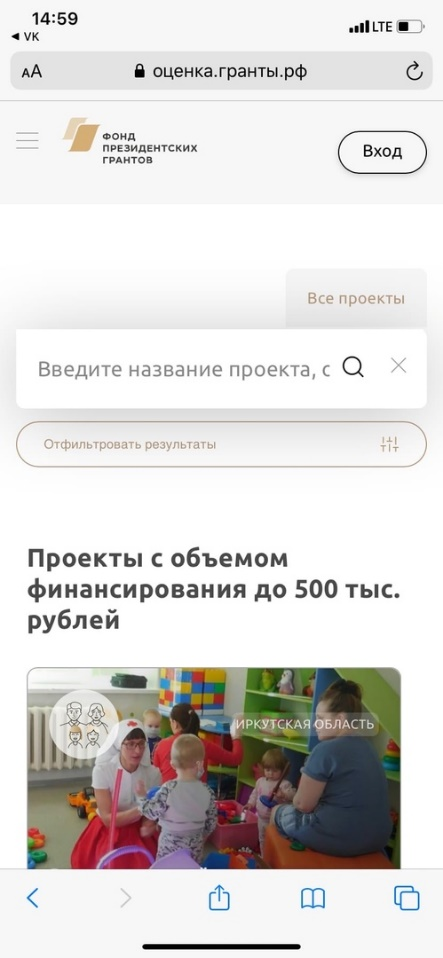 14:59
LTE
◀ VK
AA
оценка.гранты.рф
ФОНД
ПРЕЗИДЕНТСКИХ
ГРАНТОВ
Вход
Все проекты
Введите название проекта, с
Отфильтровать результаты
Проекты с объемом
финансирования до 500 тыс.
рублей
ИРКУТСКАЯ ОБЛАСТЬ